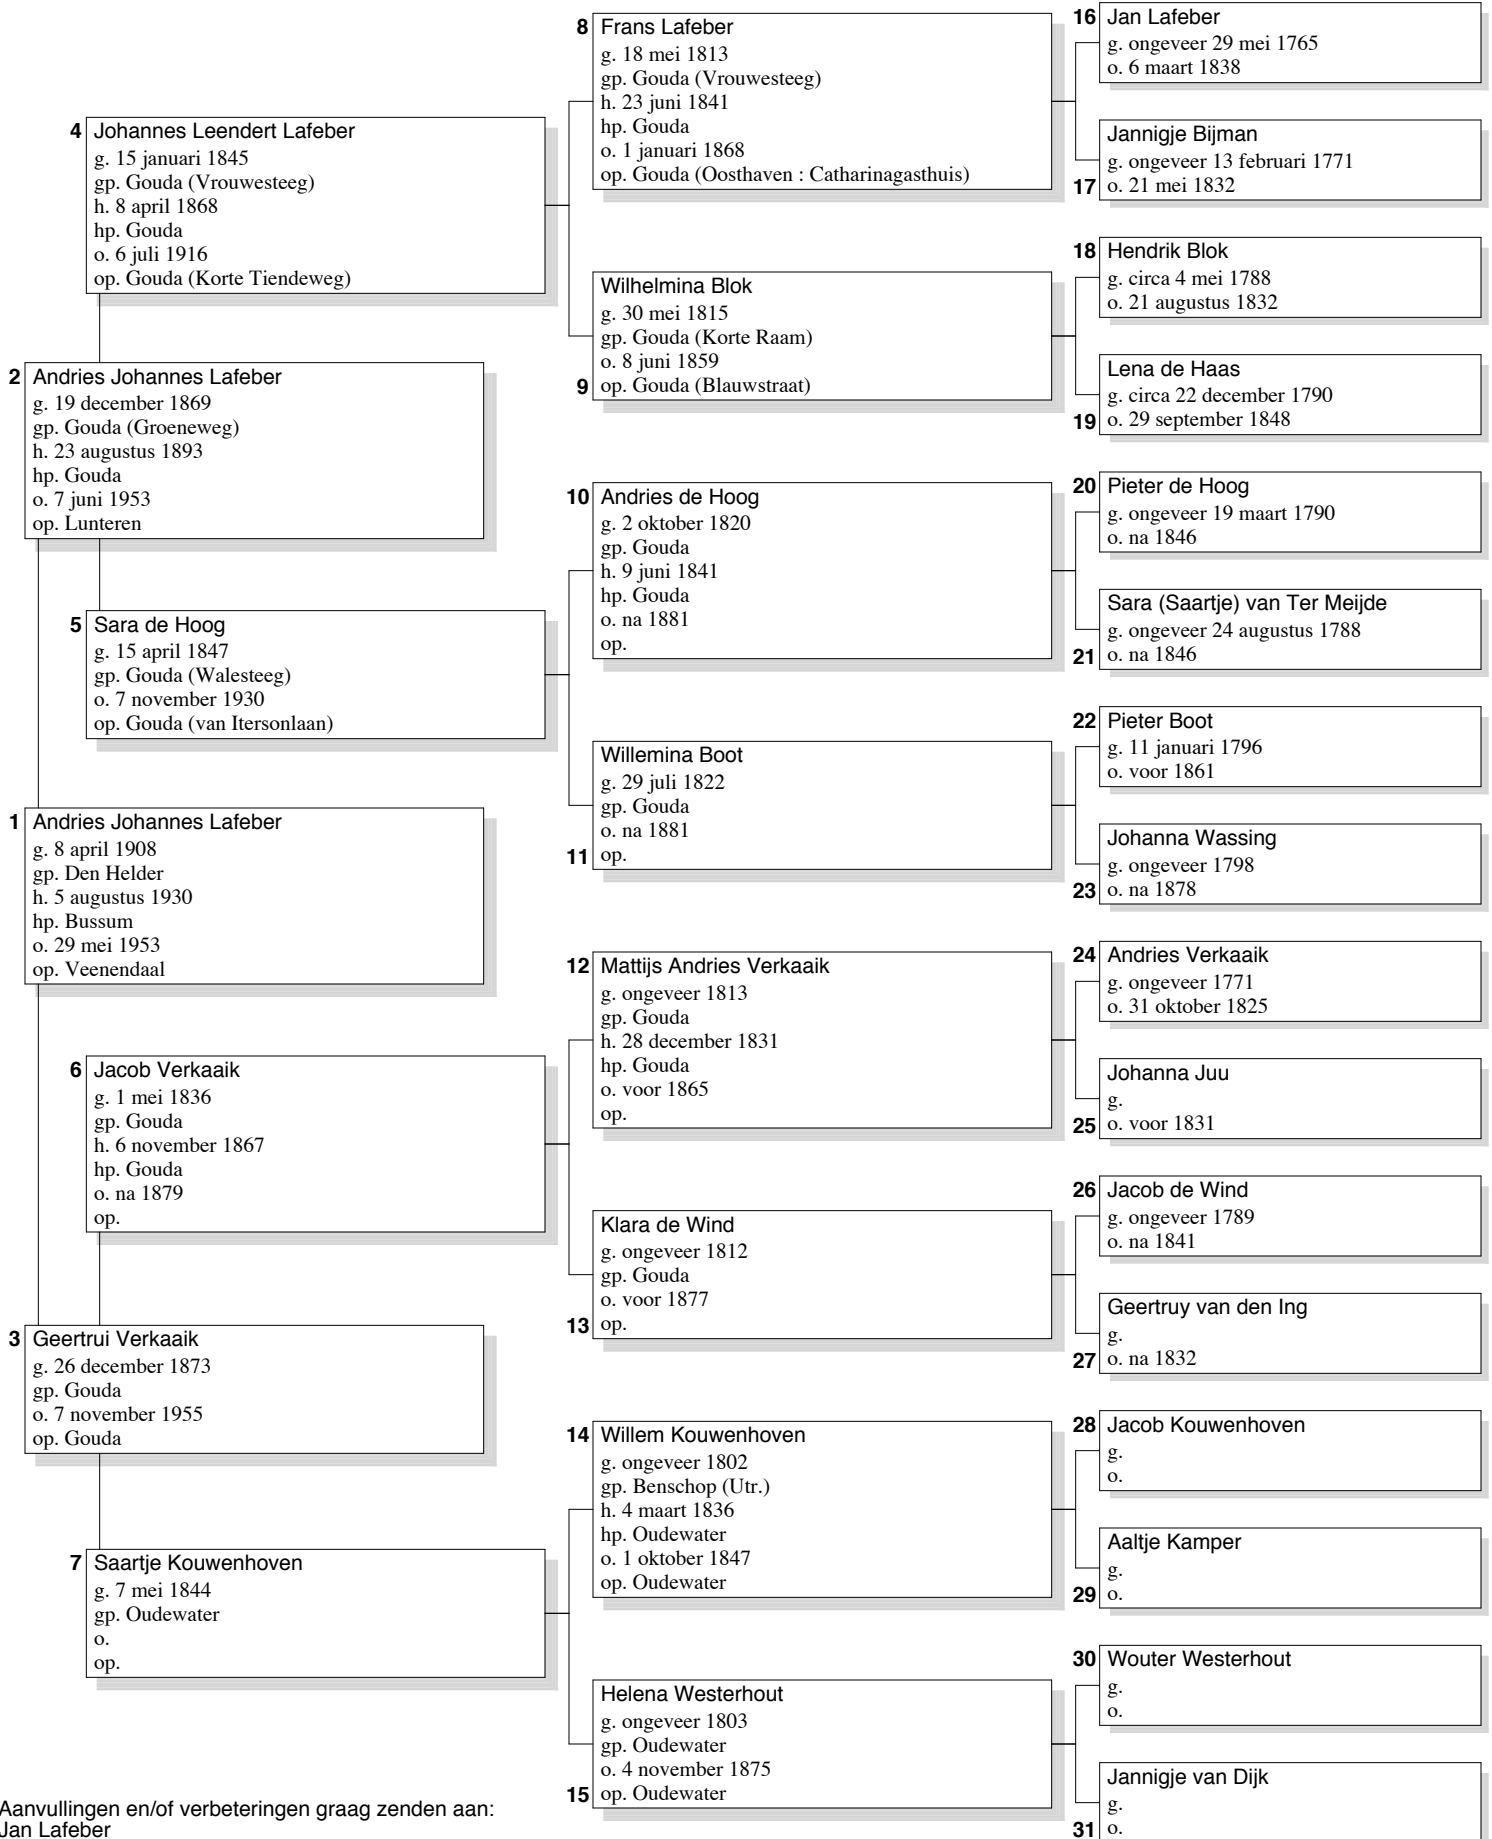 1 Andries Johannes Lafeber
g. 8 april 1908
gp. Den Helder
h. 5 augustus 1930
hp. Bussum
o. 29 mei 1953
op. Veenendaal
2 Andries Johannes Lafeber
g. 19 december 1869
gp. Gouda (Groeneweg)
h. 23 augustus 1893
hp. Gouda
o. 7 juni 1953
op. Lunteren
3 Geertrui Verkaaik
g. 26 december 1873
gp. Gouda
o. 7 november 1955
op. Gouda
4 Johannes Leendert Lafeber
g. 15 januari 1845
gp. Gouda (Vrouwesteeg)
h. 8 april 1868
hp. Gouda
o. 6 juli 1916
op. Gouda (Korte Tiendeweg)
5 Sara de Hoog
g. 15 april 1847
gp. Gouda (Walesteeg)
o. 7 november 1930
op. Gouda (van Itersonlaan)
6 Jacob Verkaaik
g. 1 mei 1836
gp. Gouda
h. 6 november 1867
hp. Gouda
o. na 1879
op.
7 Saartje Kouwenhoven
g. 7 mei 1844
gp. Oudewater
o.
op.
8 Frans Lafeber
g. 18 mei 1813
gp. Gouda (Vrouwesteeg)
h. 23 juni 1841
hp. Gouda
o. 1 januari 1868
op. Gouda (Oosthaven : Catharinagasthuis)
Wilhelmina Blok
g. 30 mei 1815
gp. Gouda (Korte Raam)
o. 8 juni 1859
9 op. Gouda (Blauwstraat)
10 Andries de Hoog
g. 2 oktober 1820
gp. Gouda
h. 9 juni 1841
hp. Gouda
o. na 1881
op.
Willemina Boot
g. 29 juli 1822
gp. Gouda
o. na 1881
11 op.
12 Mattijs Andries Verkaaik
g. ongeveer 1813
gp. Gouda
h. 28 december 1831
hp. Gouda
o. voor 1865
op.
Klara de Wind
g. ongeveer 1812
gp. Gouda
o. voor 1877
13 op.
14 Willem Kouwenhoven
g. ongeveer 1802
gp. Benschop (Utr.)
h. 4 maart 1836
hp. Oudewater
o. 1 oktober 1847
op. Oudewater
Helena Westerhout
g. ongeveer 1803
gp. Oudewater
o. 4 november 1875
15 op. Oudewater
16 Jan Lafeber
g. ongeveer 29 mei 1765
o. 6 maart 1838
Jannigje Bijman
g. ongeveer 13 februari 1771
17 o. 21 mei 1832
18 Hendrik Blok
g. circa 4 mei 1788
o. 21 augustus 1832
Lena de Haas
g. circa 22 december 1790
19 o. 29 september 1848
20 Pieter de Hoog
g. ongeveer 19 maart 1790
o. na 1846
Sara (Saartje) van Ter Meijde
g. ongeveer 24 augustus 1788
21 o. na 1846
22 Pieter Boot
g. 11 januari 1796
o. voor 1861
Johanna Wassing
g. ongeveer 1798
23 o. na 1878
24 Andries Verkaaik
g. ongeveer 1771
o. 31 oktober 1825
Johanna Juu
g.
25 o. voor 1831
26 Jacob de Wind
g. ongeveer 1789
o. na 1841
Geertruy van den Ing
g.
27 o. na 1832
28 Jacob Kouwenhoven
g.
o.
Aaltje Kamper
g.
29 o.
30 Wouter Westerhout
g.
o.
Jannigje van Dijk
g.
31 o.
Aanvullingen en/of verbeteringen graag zenden aan:
Jan Lafeber